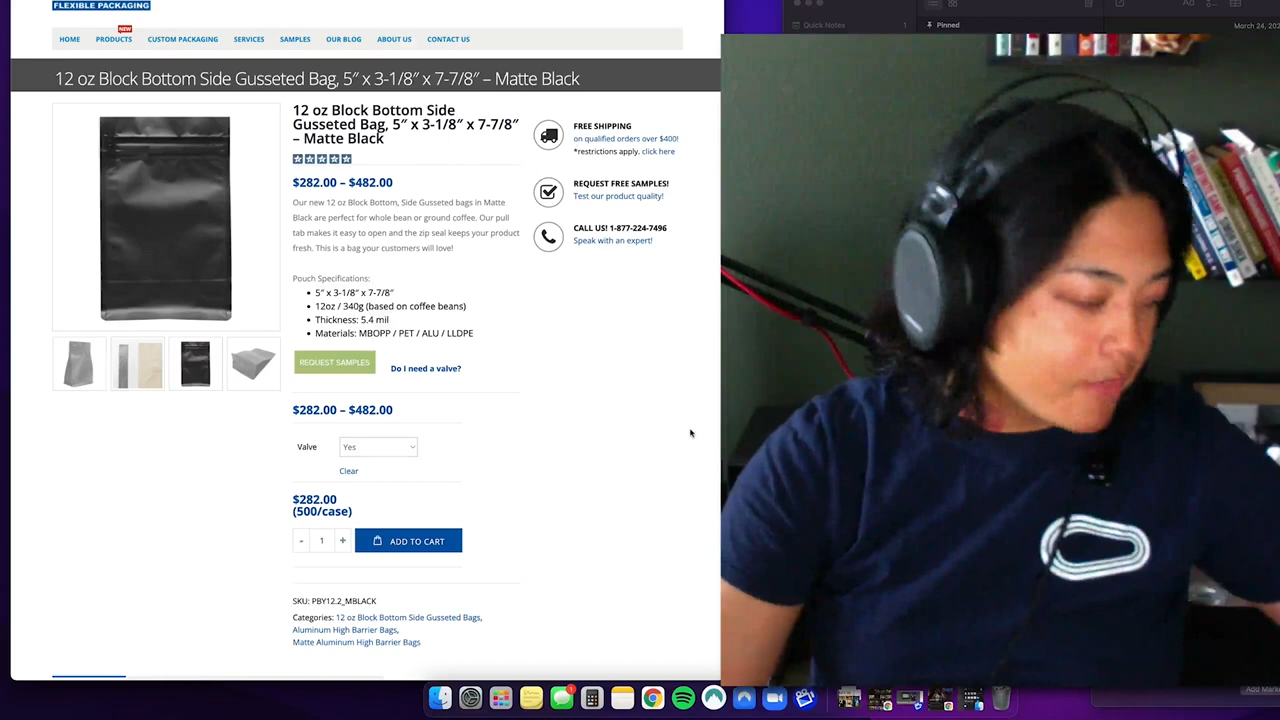 FLEXIBLE PACKAGING
HOME
PRODUCTS
NEW
CUSTOM PACKAGING
SERVICES
SAMPLES
OUR BLOG
ABOUT US
CONTACT US
12 oz Block Bottom Side Gusseted Bag, 5″ x 3-1/8″ x 7-7/8″ – Matte Black
12 oz Block Bottom Side
Gusseted Bag, 5″ x 3-1/8″ x 7-7/8″
– Matte Black
$282.00 – $482.00
Our new 12 oz Block Bottom, Side Gusseted bags in Matte
Black are perfect for whole bean or ground coffee. Our pull
tab makes it easy to open and the zip seal keeps your product
fresh. This is a bag your customers will love!
Pouch Specifications:
5″ x 3-1/8″ x 7-7/8″
12oz / 340g (based on coffee beans)
Thickness: 5.4 mil
Materials: MBOPP / PET / ALU / LLDPE
REQUEST SAMPLES
Do i need a valve?
$282.00 – $482.00
Valve
Yes
Clear
$282.00
(500/case)
- 1 +
ADD TO CART
SKU: PBY12.2_MBLACK
Categories: 12 oz Block Bottom Side Gusseted Bags,
Aluminum High Barrier Bags,
Matte Aluminum High Barrier Bags
FREE SHIPPING
on qualified orders over $400!
*restrictions apply. click here
REQUEST FREE SAMPLES!
Test our product quality!
CALL US! 1-877-224-7496
Speak with an expert!
Quick Notes
1
Pinned
March 24, 202
Add Mark